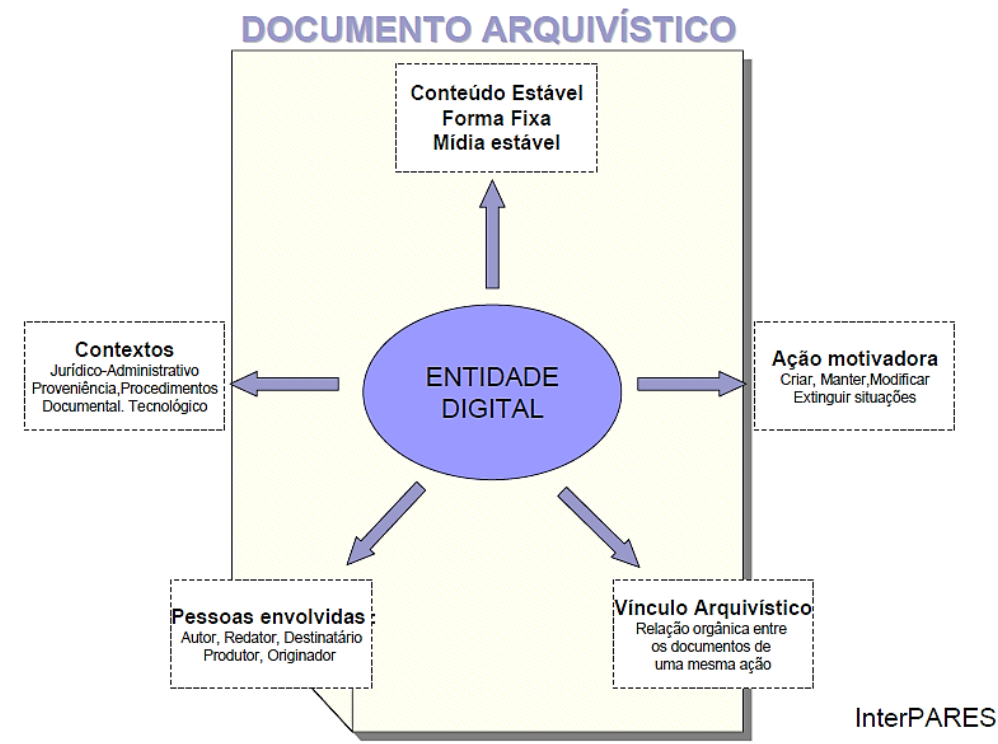 DOCUMENTO ARQUIVÍSTICO
Conteúdo Estável
Forma Fixa
Mídia estável
Contextos
Jurídico-Administrativo
Proveniência,Procedimentos
Documental. Tecnológico
ENTIDADE
DIGITAL
Ação motivadora
Criar, Manter,Modificar
Extinguir situações
Pessoas envolvidas:
Autor, Redator, Destinatário
Produtor, Originador
Vínculo Arquivístico
Relação orgânica entre
os documentos de
uma mesma ação
InterPARES